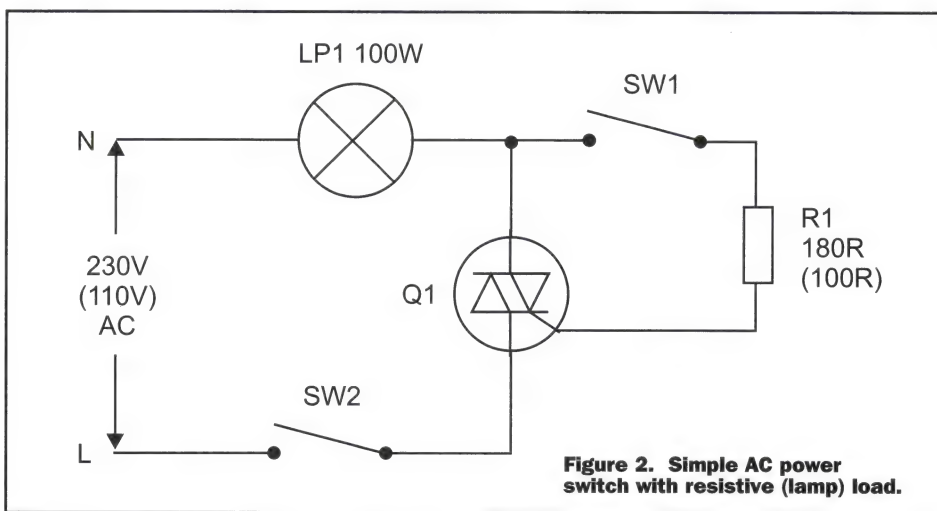 LP1 100W
SW1
N
230V
(110V)
AC
Q1
R1
180R
(100R)
SW2
L
Figure 2. Simple AC power
switch with resistive (lamp) load.